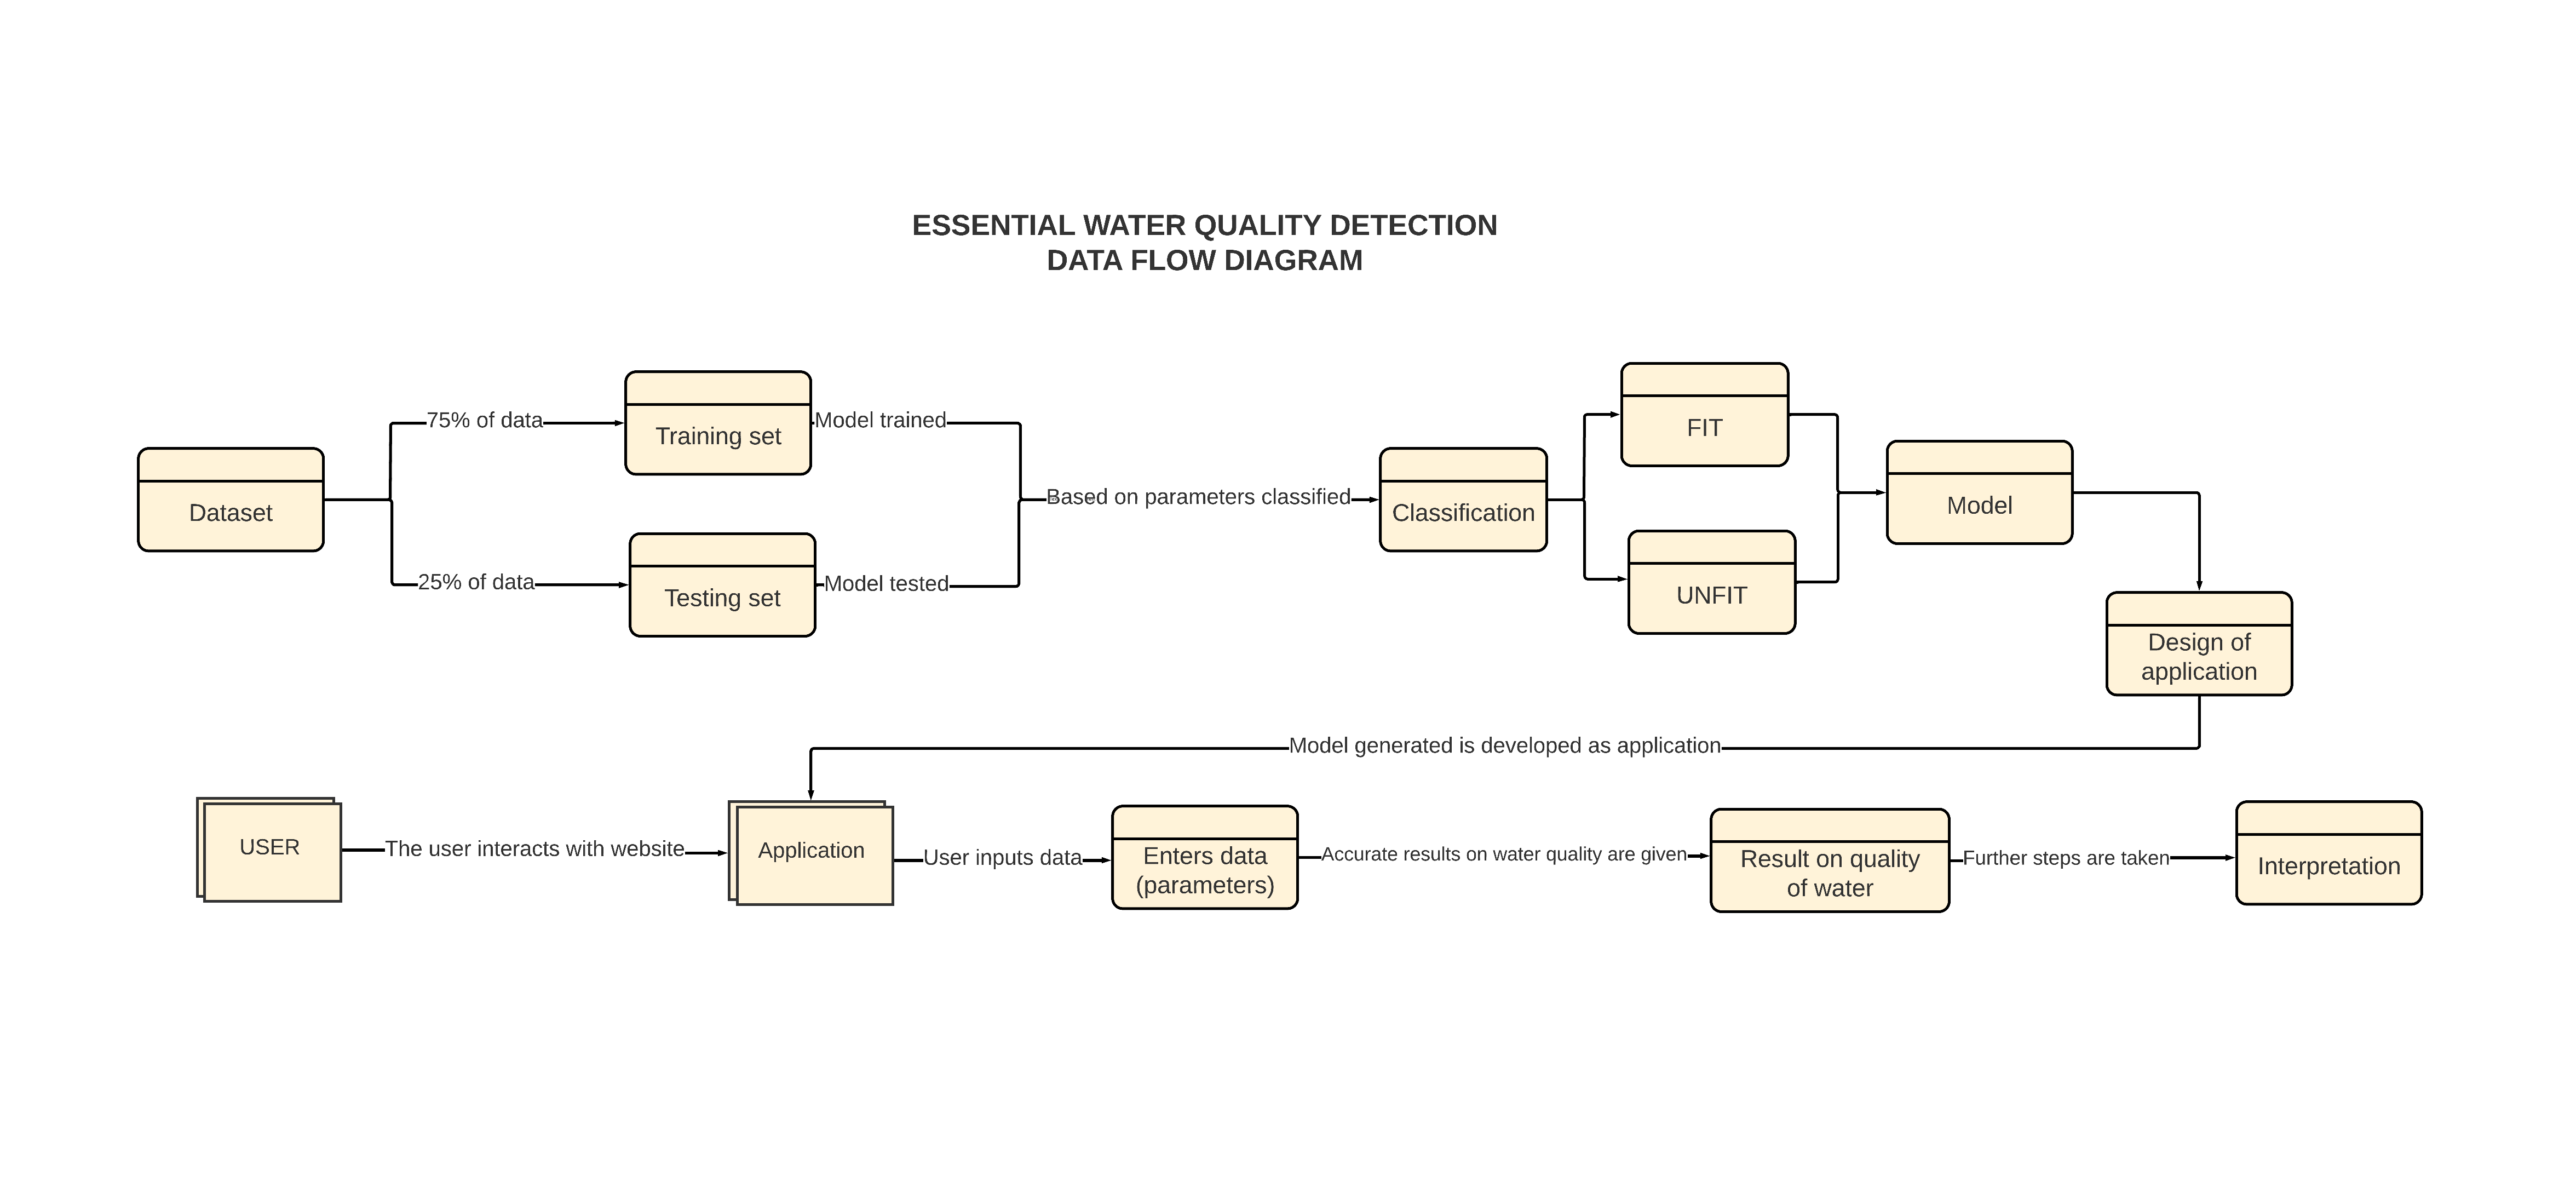 ESSENTIAL WATER QUALITY DETECTION
DATA FLOW DIAGRAM
Dataset
75% of data
25% of data
Training set
Testing set
Model trained
Model tested
Based on parameters classified
Classification
FIT
UNFIT
Model
Design of
application
Model generated is developed as application
USER
The user interacts with website
Application
User inputs data
Enters data
(parameters)
Accurate results on water quality are given
Result on quality
of water
Further steps are taken
Interpretation